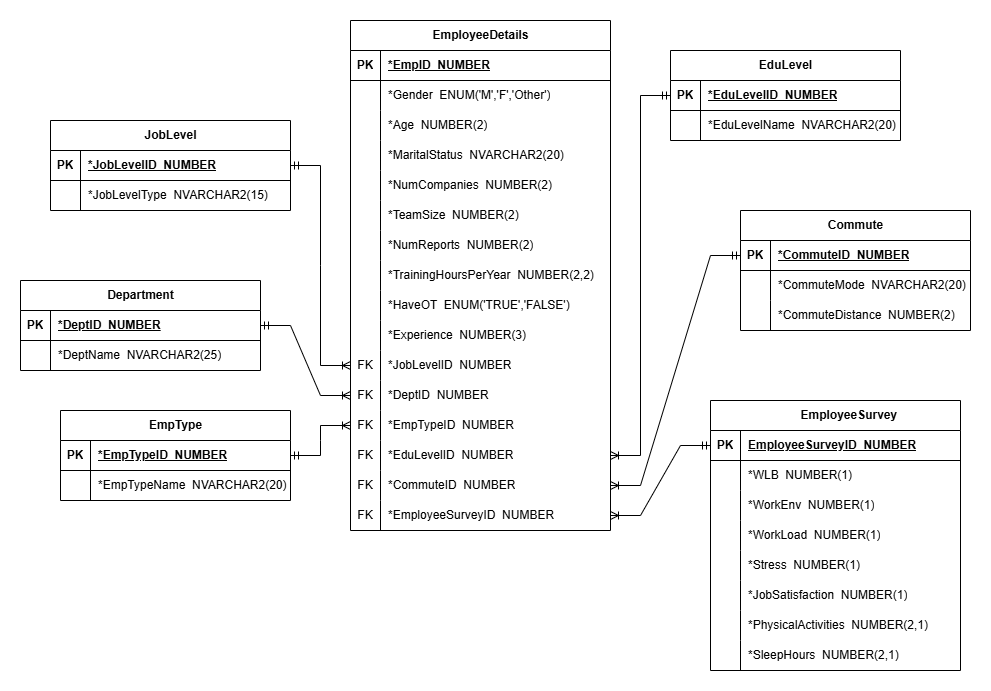 EmployeeDetails
PK *EmpID NUMBER
*Gender ENUM('M','F','Other')
*Age NUMBER(2)
*MaritalStatus NVARCHAR2(20)
*NumCompanies NUMBER(2)
*TeamSize NUMBER(2)
*NumReports NUMBER(2)
*TrainingHoursPerYear NUMBER(2,2)
*HaveOT ENUM('TRUE','FALSE')
*Experience NUMBER(3)
FK *JobLevelID NUMBER
FK *DeptID NUMBER
FK *EmpTypeID NUMBER
FK *EduLevelID NUMBER
FK *CommuteID NUMBER
FK *EmployeeSurveyID NUMBER
JobLevel
PK *JobLevelID NUMBER
*JobLevelType NVARCHAR2(15)
Department
PK *DeptID NUMBER
*DeptName NVARCHAR2(25)
EmpType
PK *EmpTypeID NUMBER
*EmpTypeName NVARCHAR2(20)
EduLevel
PK *EduLevelID NUMBER
*EduLevelName NVARCHAR2(20)
Commute
PK *CommuteID NUMBER
*CommuteMode NVARCHAR2(20)
*CommuteDistance NUMBER(2)
EmployeeSurvey
PK EmployeeSurveyID NUMBER
*WLB NUMBER(1)
*WorkEnv NUMBER(1)
*WorkLoad NUMBER(1)
*Stress NUMBER(1)
*JobSatisfaction NUMBER(1)
*PhysicalActivities NUMBER(2,1)
*SleepHours NUMBER(2,1)